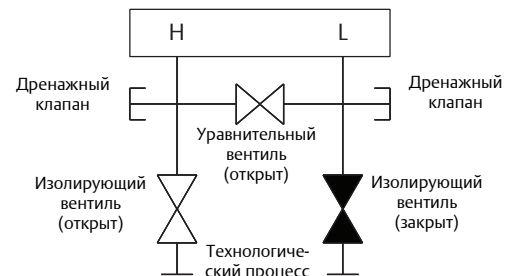 H L
Дренажный
клапан
Дренажный
клапан
Уравнительный
вентиль
(открыт)
Изолирующий
вентиль
(открыт)
Изолирующий
вентиль
(закрыт)
Технологиче-
ский процесс